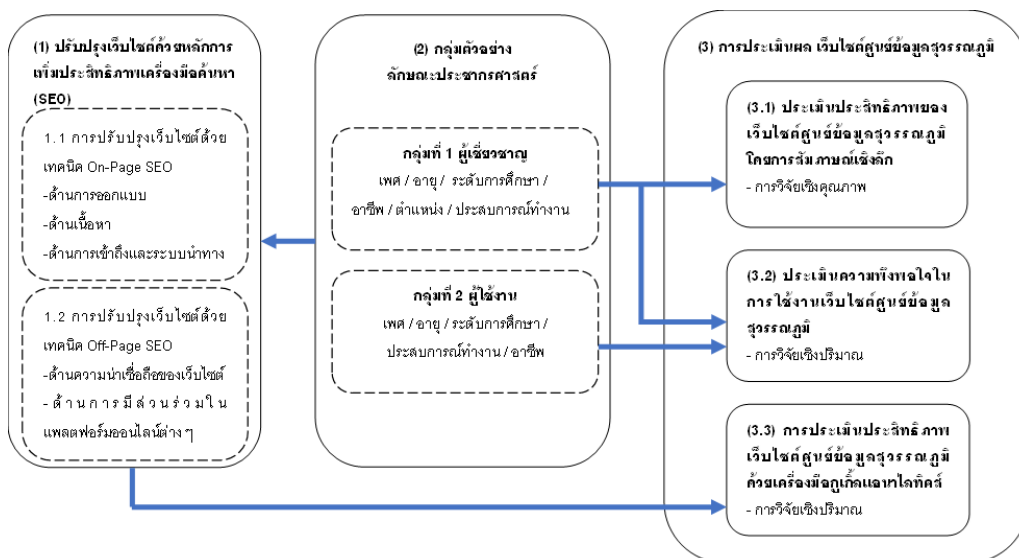 (1) ปรับปรุงเว็บไซต์ด้วยหลักการ
เพิ่มประสิทธิภาพเครื่องมือค้นหา
(SEO)
1.1 การปรับปรุงเว็บไซต์ด้วย
เทคนิค On-Page SEO
-ด้านการออกแบบ
-ด้านเนื้อหา
-ด้านการเข้าถึงและระบบนำทาง
1.2 การปรับปรุงเว็บไซต์ด้วย
เทคนิค Off-Page SEO
-ด้านความน่าเชื่อถือของเว็บไซต์
-ด้านการมีส่วนร่วมใน
แพลตฟอร์มออนไลน์ต่างๆ
(2) กลุ่มตัวอย่าง
ลักษณะประชากรศาสตร์
กลุ่มที่ 1 ผู้เชี่ยวชาญ
เพศ / อายุ / ระดับการศึกษา /
อาชีพ / ตำแหน่ง / ประสบการณ์ทำงาน
กลุ่มที่ 2 ผู้ใช้งาน
เพศ / อายุ / ระดับการศึกษา /
ประสบการณ์ทำงาน / อาชีพ
(3) การประเมินผล เว็บไซต์ศูนย์ข้อมูลสุวรรณภูมิ
(3.1) ประเมินประสิทธิภาพของ
เว็บไซต์ศูนย์ข้อมูลสุวรรณภูมิ
โดยการสัมภาษณ์เชิงลึก
- การวิจัยเชิงคุณภาพ
(3.2) ประเมินความพึงพอใจใน
การใช้งานเว็บไซต์ศูนย์ข้อมูล
สุวรรณภูมิ
- การวิจัยเชิงปริมาณ
(3.3) การประเมินประสิทธิภาพ
เว็บไซต์ศูนย์ข้อมูลสุวรรณภูมิ
ด้วยเครื่องมือกูเกิ้ลแอนาไลทิคส์
- การวิจัยเชิงปริมาณ